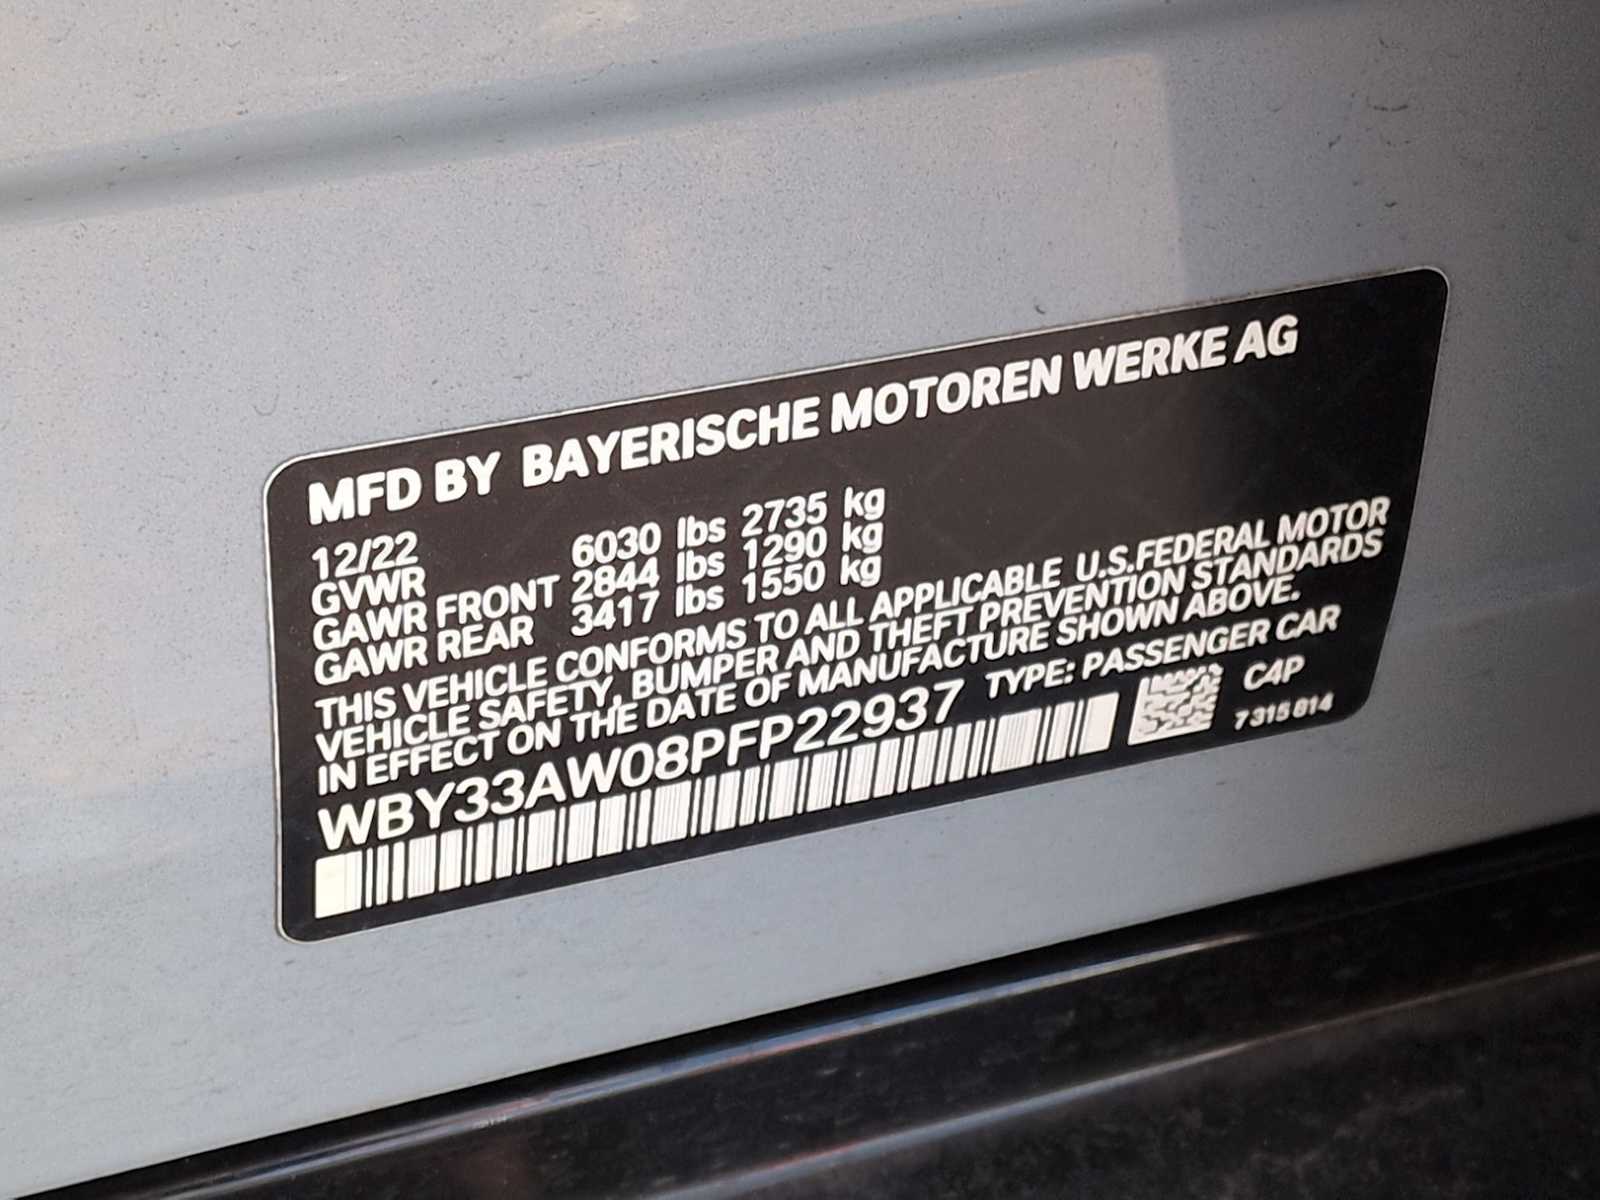 MFD BY BAYERISCHE MOTOREN WERKE AG
12/22
GVWR 6030 lbs 2735 kg
GAWR FRONT 2844 lbs 1290 kg
GAWR REAR 3417 lbs 1550 kg
THIS VEHICLE CONFORMS TO ALL APPLICABLE U.S.FEDERAL MOTOR
VEHICLE SAFETY, BUMPER AND THEFT PREVENTION STANDARDS
IN EFFECT ON THE DATE OF MANUFACTURE SHOWN ABOVE.
WBY33AW08PFP22937 TYPE: PASSENGER CAR
C4P
7 315 814